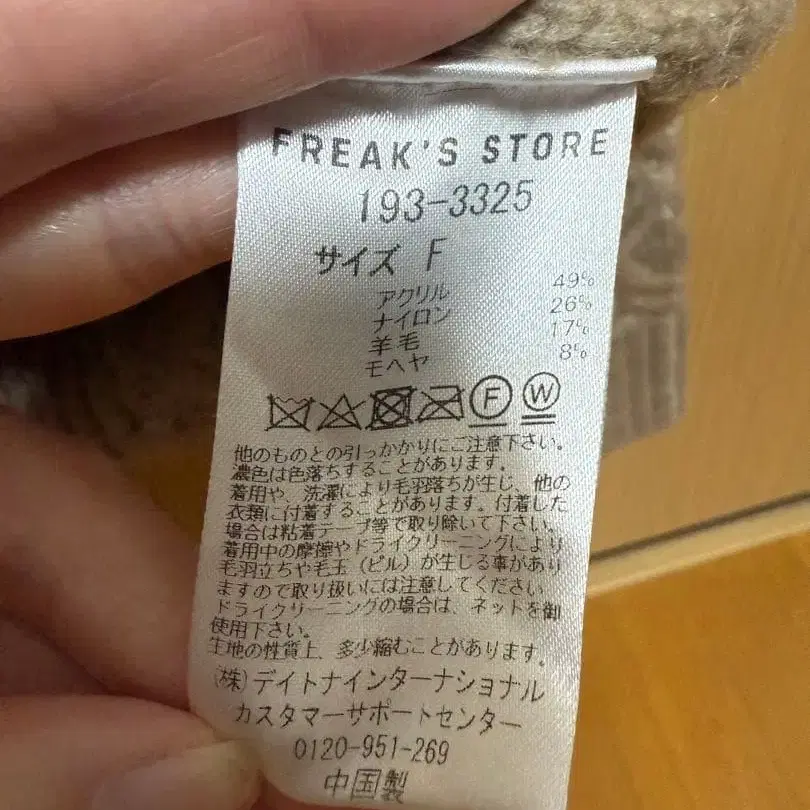 FREAK'S STORE
193-3325
サイズ F
アクリル 49%
ナイロン 26%
羊毛 17%
モヘヤ 8%
F W
他のものとの引っかかりにご注意下さい。
濃色は色落ちすることがあります。
着用や、洗濯により毛羽落ちが生じ、他の
衣類に付着することがあります。付着した
場合は粘着テープ等で取り除いて下さい。
着用中の摩擦やドライクリーニングにより
毛羽立ちや毛玉（ピル）が生じる事があり
ますので取り扱いには注意してください
ドライクリーニングの場合は、ネットを御
使用下さい。
生地の性質上、多少縮むことがあります。
(株)デイトナインターナショナル
カスタマーサポートセンター
0120-951-269
中国製